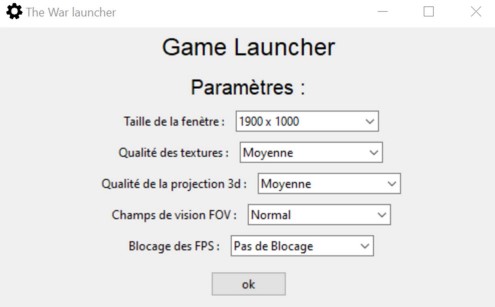 The War launcher
Game Launcher
Paramètres :
Taille de la fenêtre : 1900 x 1000
Qualité des textures : Moyenne
Qualité de la projection 3d : Moyenne
Champs de vision FOV : Normal
Blocage des FPS : Pas de Blocage
ok